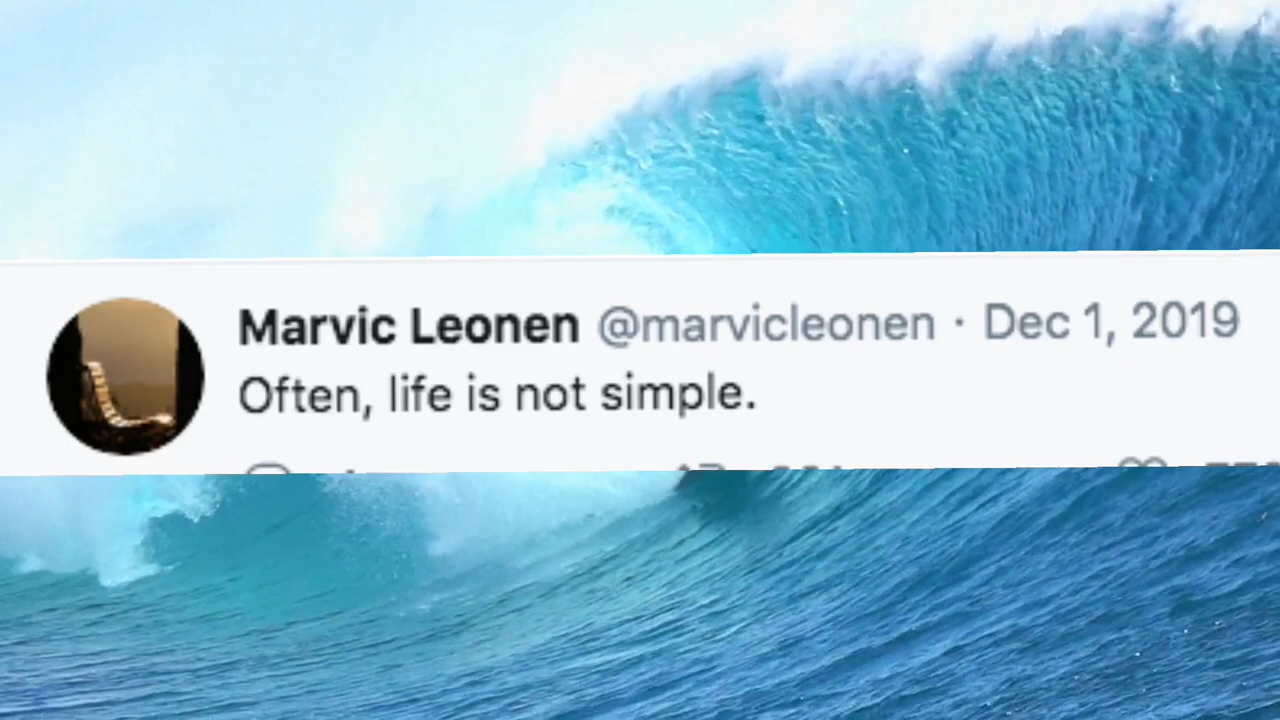 Marvic Leonen @marvicleonen · Dec 1, 2019
Often, life is not simple.